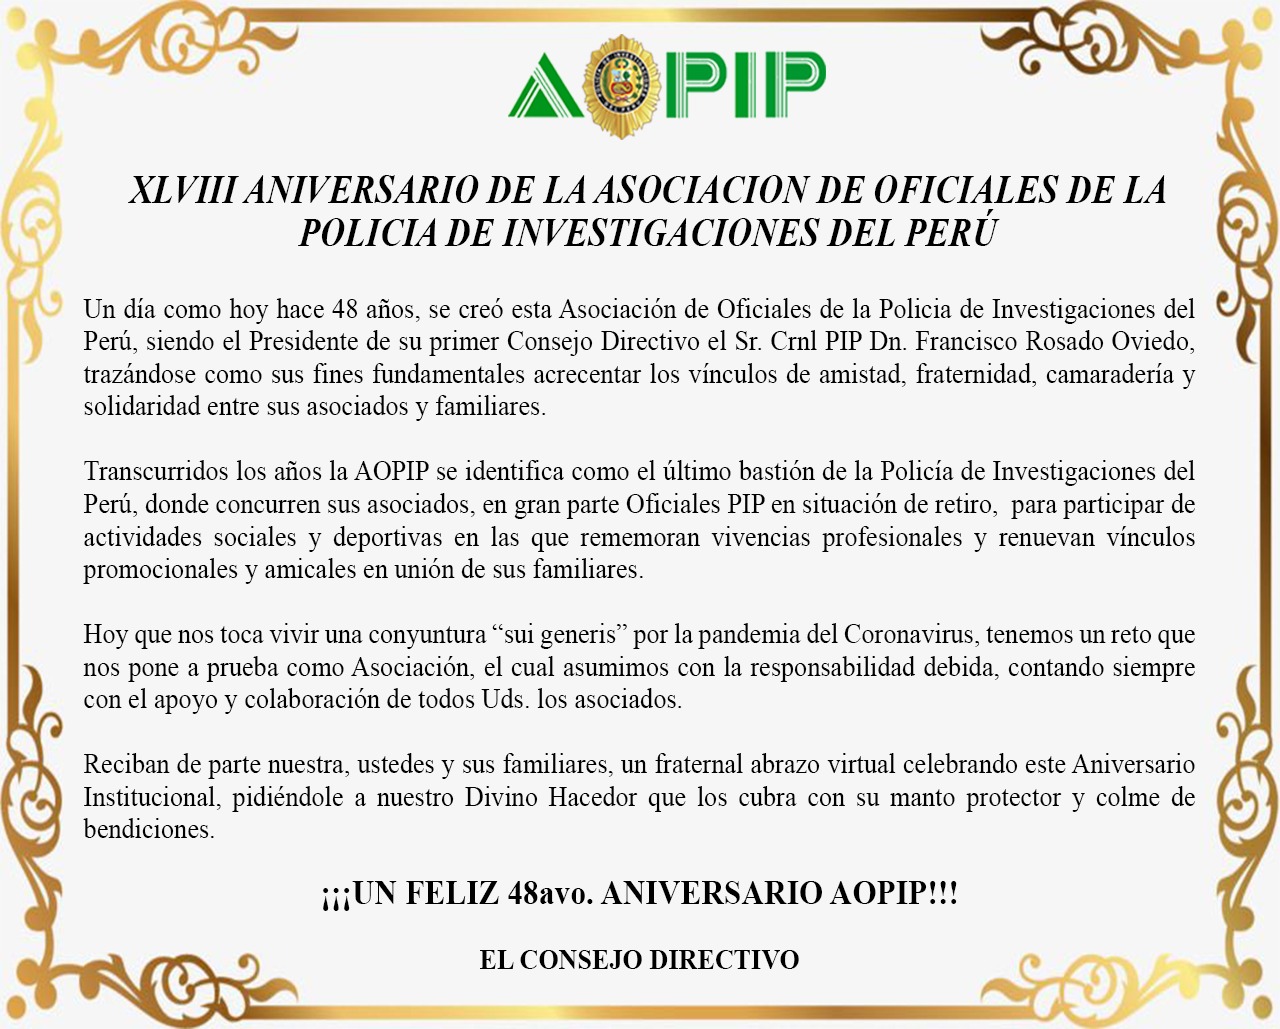 AOPIP
XLVIII ANIVERSARIO DE LA ASOCIACION DE OFICIALES DE LA
POLICIA DE INVESTIGACIONES DEL PERÚ
Un día como hoy hace 48 años, se creó esta Asociación de Oficiales de la Policia de Investigaciones del
Perú, siendo el Presidente de su primer Consejo Directivo el Sr. Crnl PIP Dn. Francisco Rosado Oviedo,
trazándose como sus fines fundamentales acrecentar los vínculos de amistad, fraternidad, camaradería y
solidaridad entre sus asociados y familiares.
Transcurridos los años la AOPIP se identifica como el último bastión de la Policía de Investigaciones del
Perú, donde concurren sus asociados, en gran parte Oficiales PIP en situación de retiro, para participar de
actividades sociales y deportivas en las que rememoran vivencias profesionales y renuevan vínculos
promocionales y amicales en unión de sus familiares.
Hoy que nos toca vivir una conyuntura “sui generis” por la pandemia del Coronavirus, tenemos un reto que
nos pone a prueba como Asociación, el cual asumimos con la responsabilidad debida, contando siempre
con el apoyo y colaboración de todos Uds. los asociados.
Reciban de parte nuestra, ustedes y sus familiares, un fraternal abrazo virtual celebrando este Aniversario
Institucional, pidiéndole a nuestro Divino Hacedor que los cubra con su manto protector y colme de
bendiciones.
¡¡¡UN FELIZ 48avo. ANIVERSARIO AOPIP!!!
EL CONSEJO DIRECTIVO